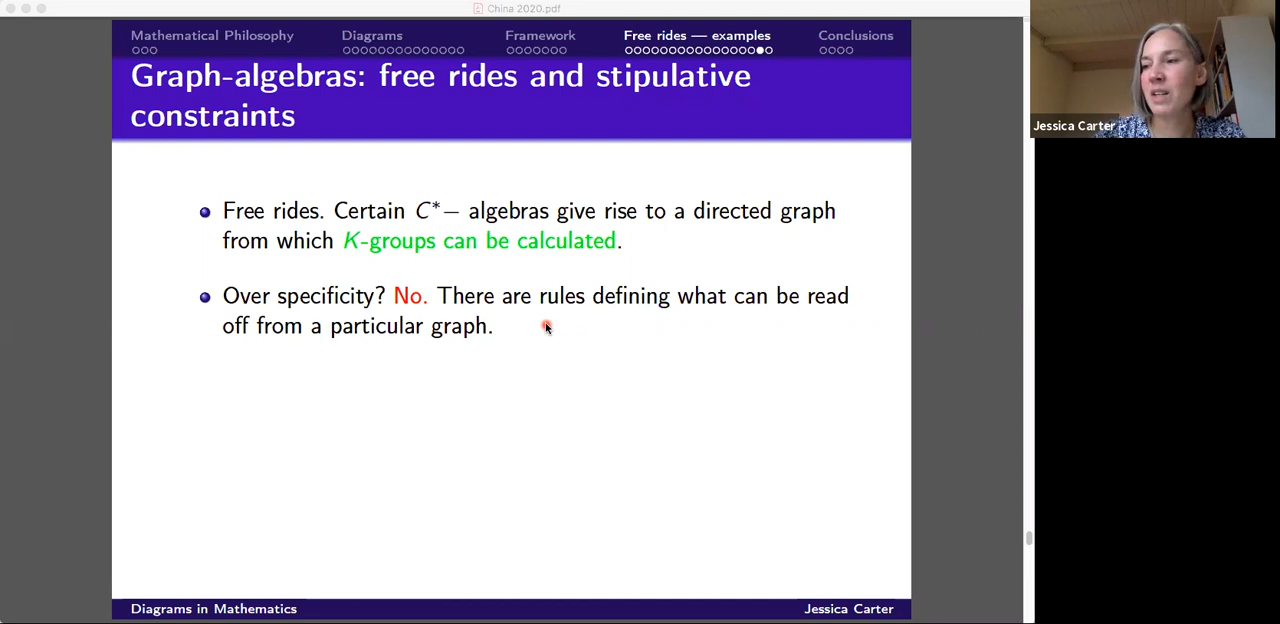 China 2020.pdf
Mathematical Philosophy Diagrams Framework Free rides — examples Conclusions
Graph-algebras: free rides and stipulative
constraints
Jessica Carter
Free rides. Certain C*− algebras give rise to a directed graph
from which K-groups can be calculated.
Over specificity? No. There are rules defining what can be read
off from a particular graph.
Diagrams in Mathematics Jessica Carter